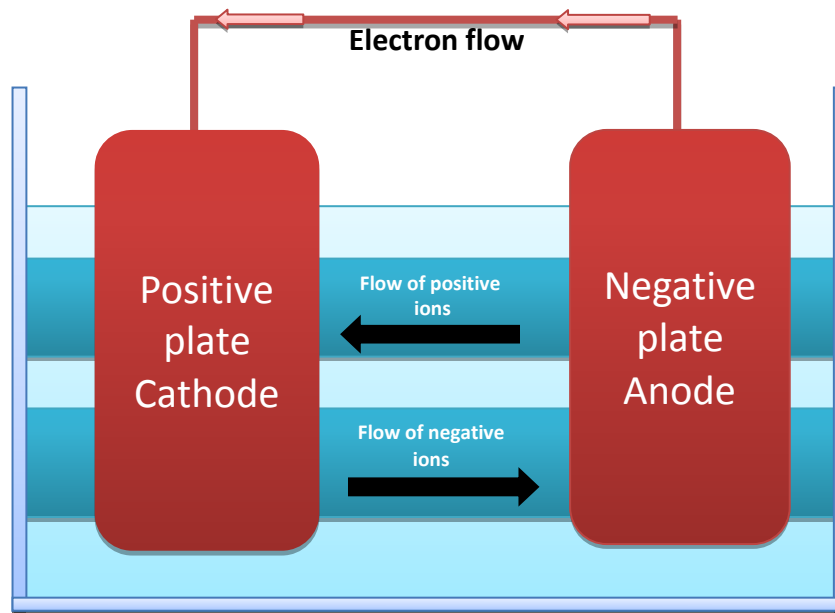 Electron flow
Positive
plate
Cathode
Flow of positive
ions
Flow of negative
ions
Negative
plate
Anode